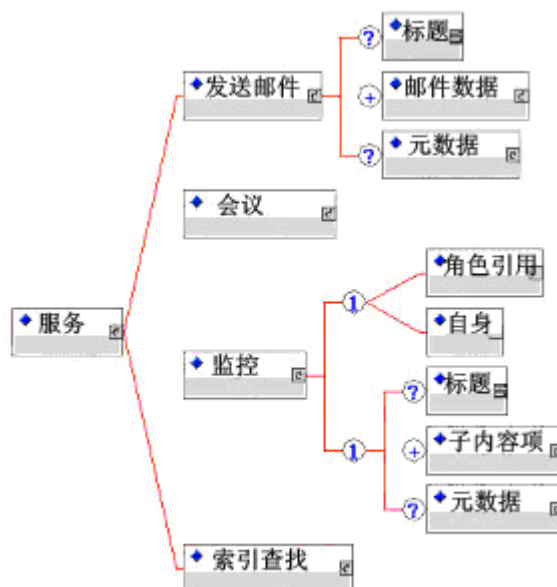 标题
?
发送邮件
+
邮件数据
?
元数据
会议
角色引用
1
服务
自身
监控
标题
?
1
+
子内容项
?
元数据
索引查找